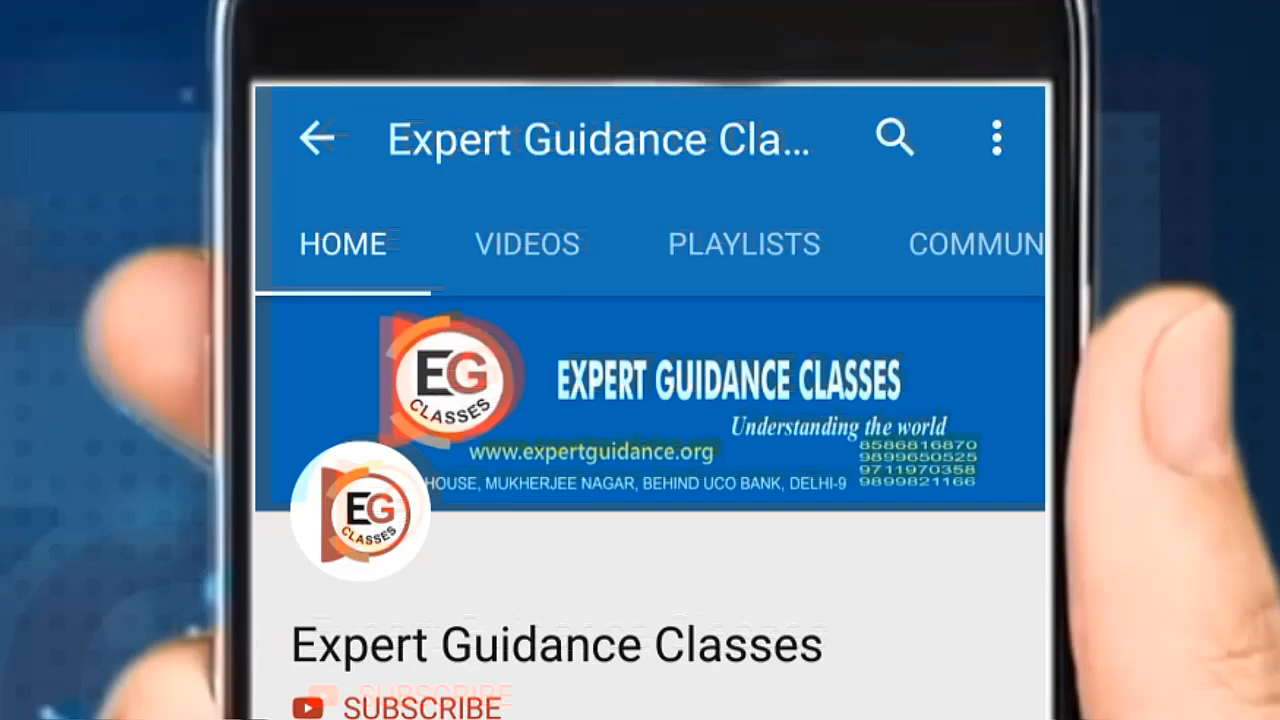 Expert Guidance Cla...
HOME VIDEOS PLAYLISTS COMMUN
EG
CLASSES
EXPERT GUIDANCE CLASSES
Understanding the world
www.expertguidance.org
8586816870
9899650525
9711970358
9899821166
HOUSE, MUKHERJEE NAGAR, BEHIND UCO BANK, DELHI-9
EG
CLASSES
Expert Guidance Classes
SUBSCRIBE